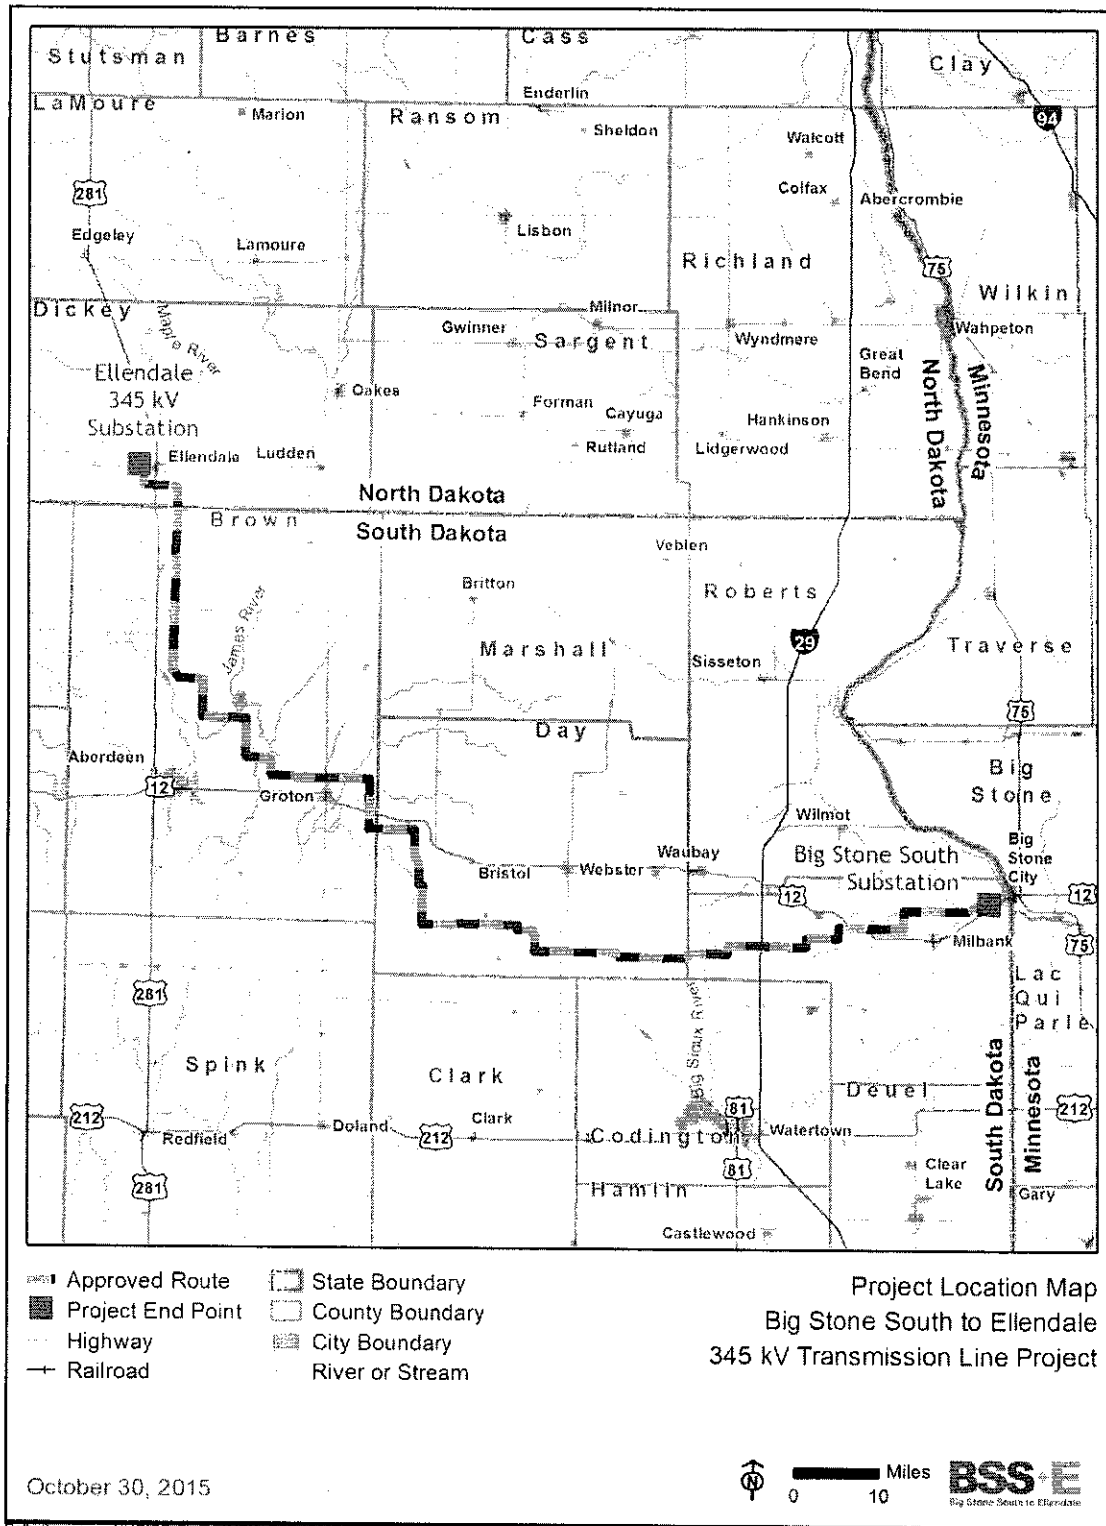 Barnes
Cass
Stutsman
Clay
LaMoure
Enderlin
Marion
Ransom
Sheldon
94
Walcott
281
Colfax
Abercrombie
Lisbon
Edgeley
Lamoure
Richland
75
Wilkin
Dickey
Maple River
Milnor
Gwinner
Sargent
Wyndmere
Wahpeton
Great
Bend
North Dakota
Minnesota
Ellendale
345 kV
Substation
Oakes
Forman
Cayuga
Hankinson
Rutland
Lidgerwood
Ellendale
Ludden
North Dakota
South Dakota
Brown
Veblen
Britton
Roberts
James River
Marshall
29
Sisseton
Traverse
75
Day
Aberdeen
12
Groton
Big
Stone
Wilmot
Big
Stone
City
Bristol
Webster
Waubay
Big Stone South
Substation
12
12
Milbank
75
281
Lac
Qui
Parle
Big Sioux River
Spink
Clark
Deuel
South Dakota
Minnesota
212
Redfield
Doland
212
Clark
81
Codington
Watertown
212
81
281
Hamlin
Clear
Lake
Gary
Castlewood
Approved Route
Project End Point
Highway
Railroad
State Boundary
County Boundary
City Boundary
River or Stream
Project Location Map
Big Stone South to Ellendale
345 kV Transmission Line Project
October 30, 2015
N
0 10 Miles
BSS+E
Big Stone South to Ellendale